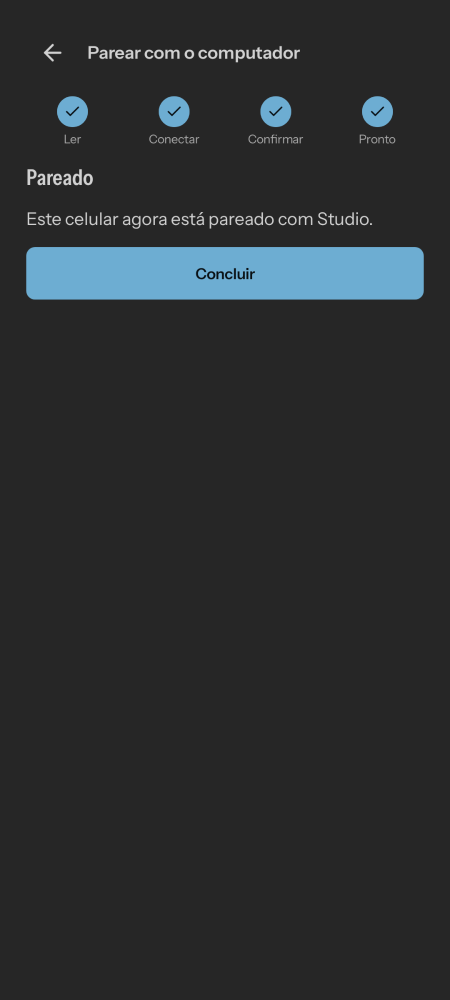 Parear com o computador
Ler
Conectar
Confirmar
Pronto
Pareado
Este celular agora está pareado com Studio.
Concluir